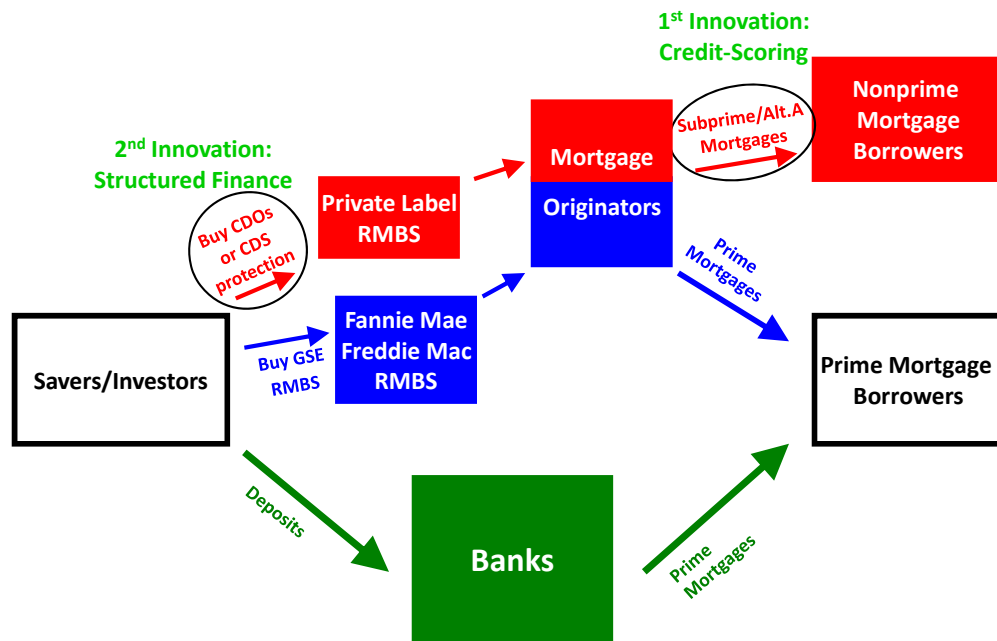 1st Innovation:
Credit-Scoring
Nonprime
Mortgage
Borrowers
Subprime/Alt.A
Mortgages
2nd Innovation:
Structured Finance
Mortgage
Originators
Private Label
RMBS
Buy CDOs
or CDS
protection
Prime
Mortgages
Fannie Mae
Freddie Mac
RMBS
Buy GSE
RMBS
Savers/Investors
Prime Mortgage
Borrowers
Deposits
Banks
Prime
Mortgages